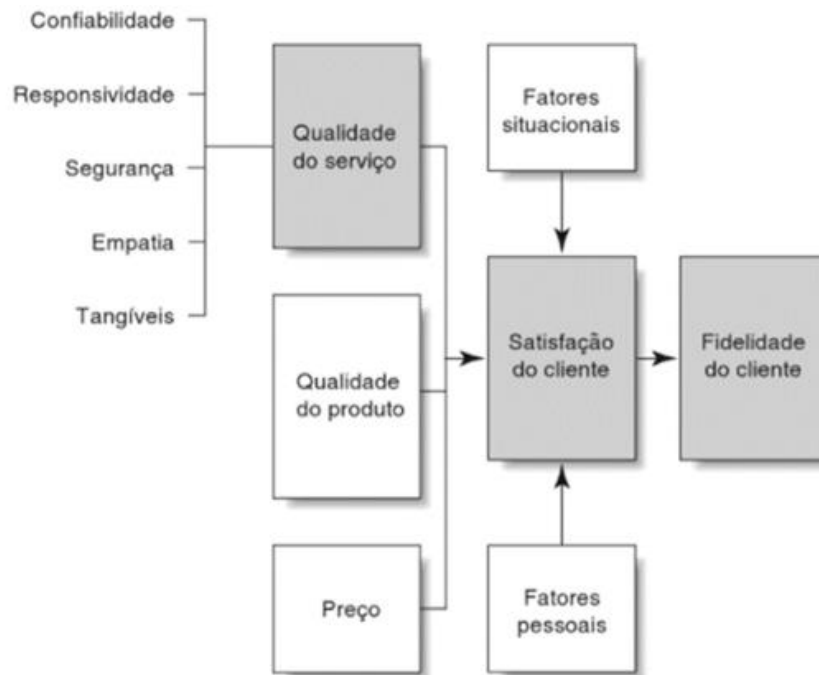 Confiabilidade
Responsividade
Segurança
Empatia
Tangíveis
Qualidade
do serviço
Qualidade
do produto
Preço
Fatores
situacionais
Satisfação
do cliente
Fatores
pessoais
Fidelidade
do cliente